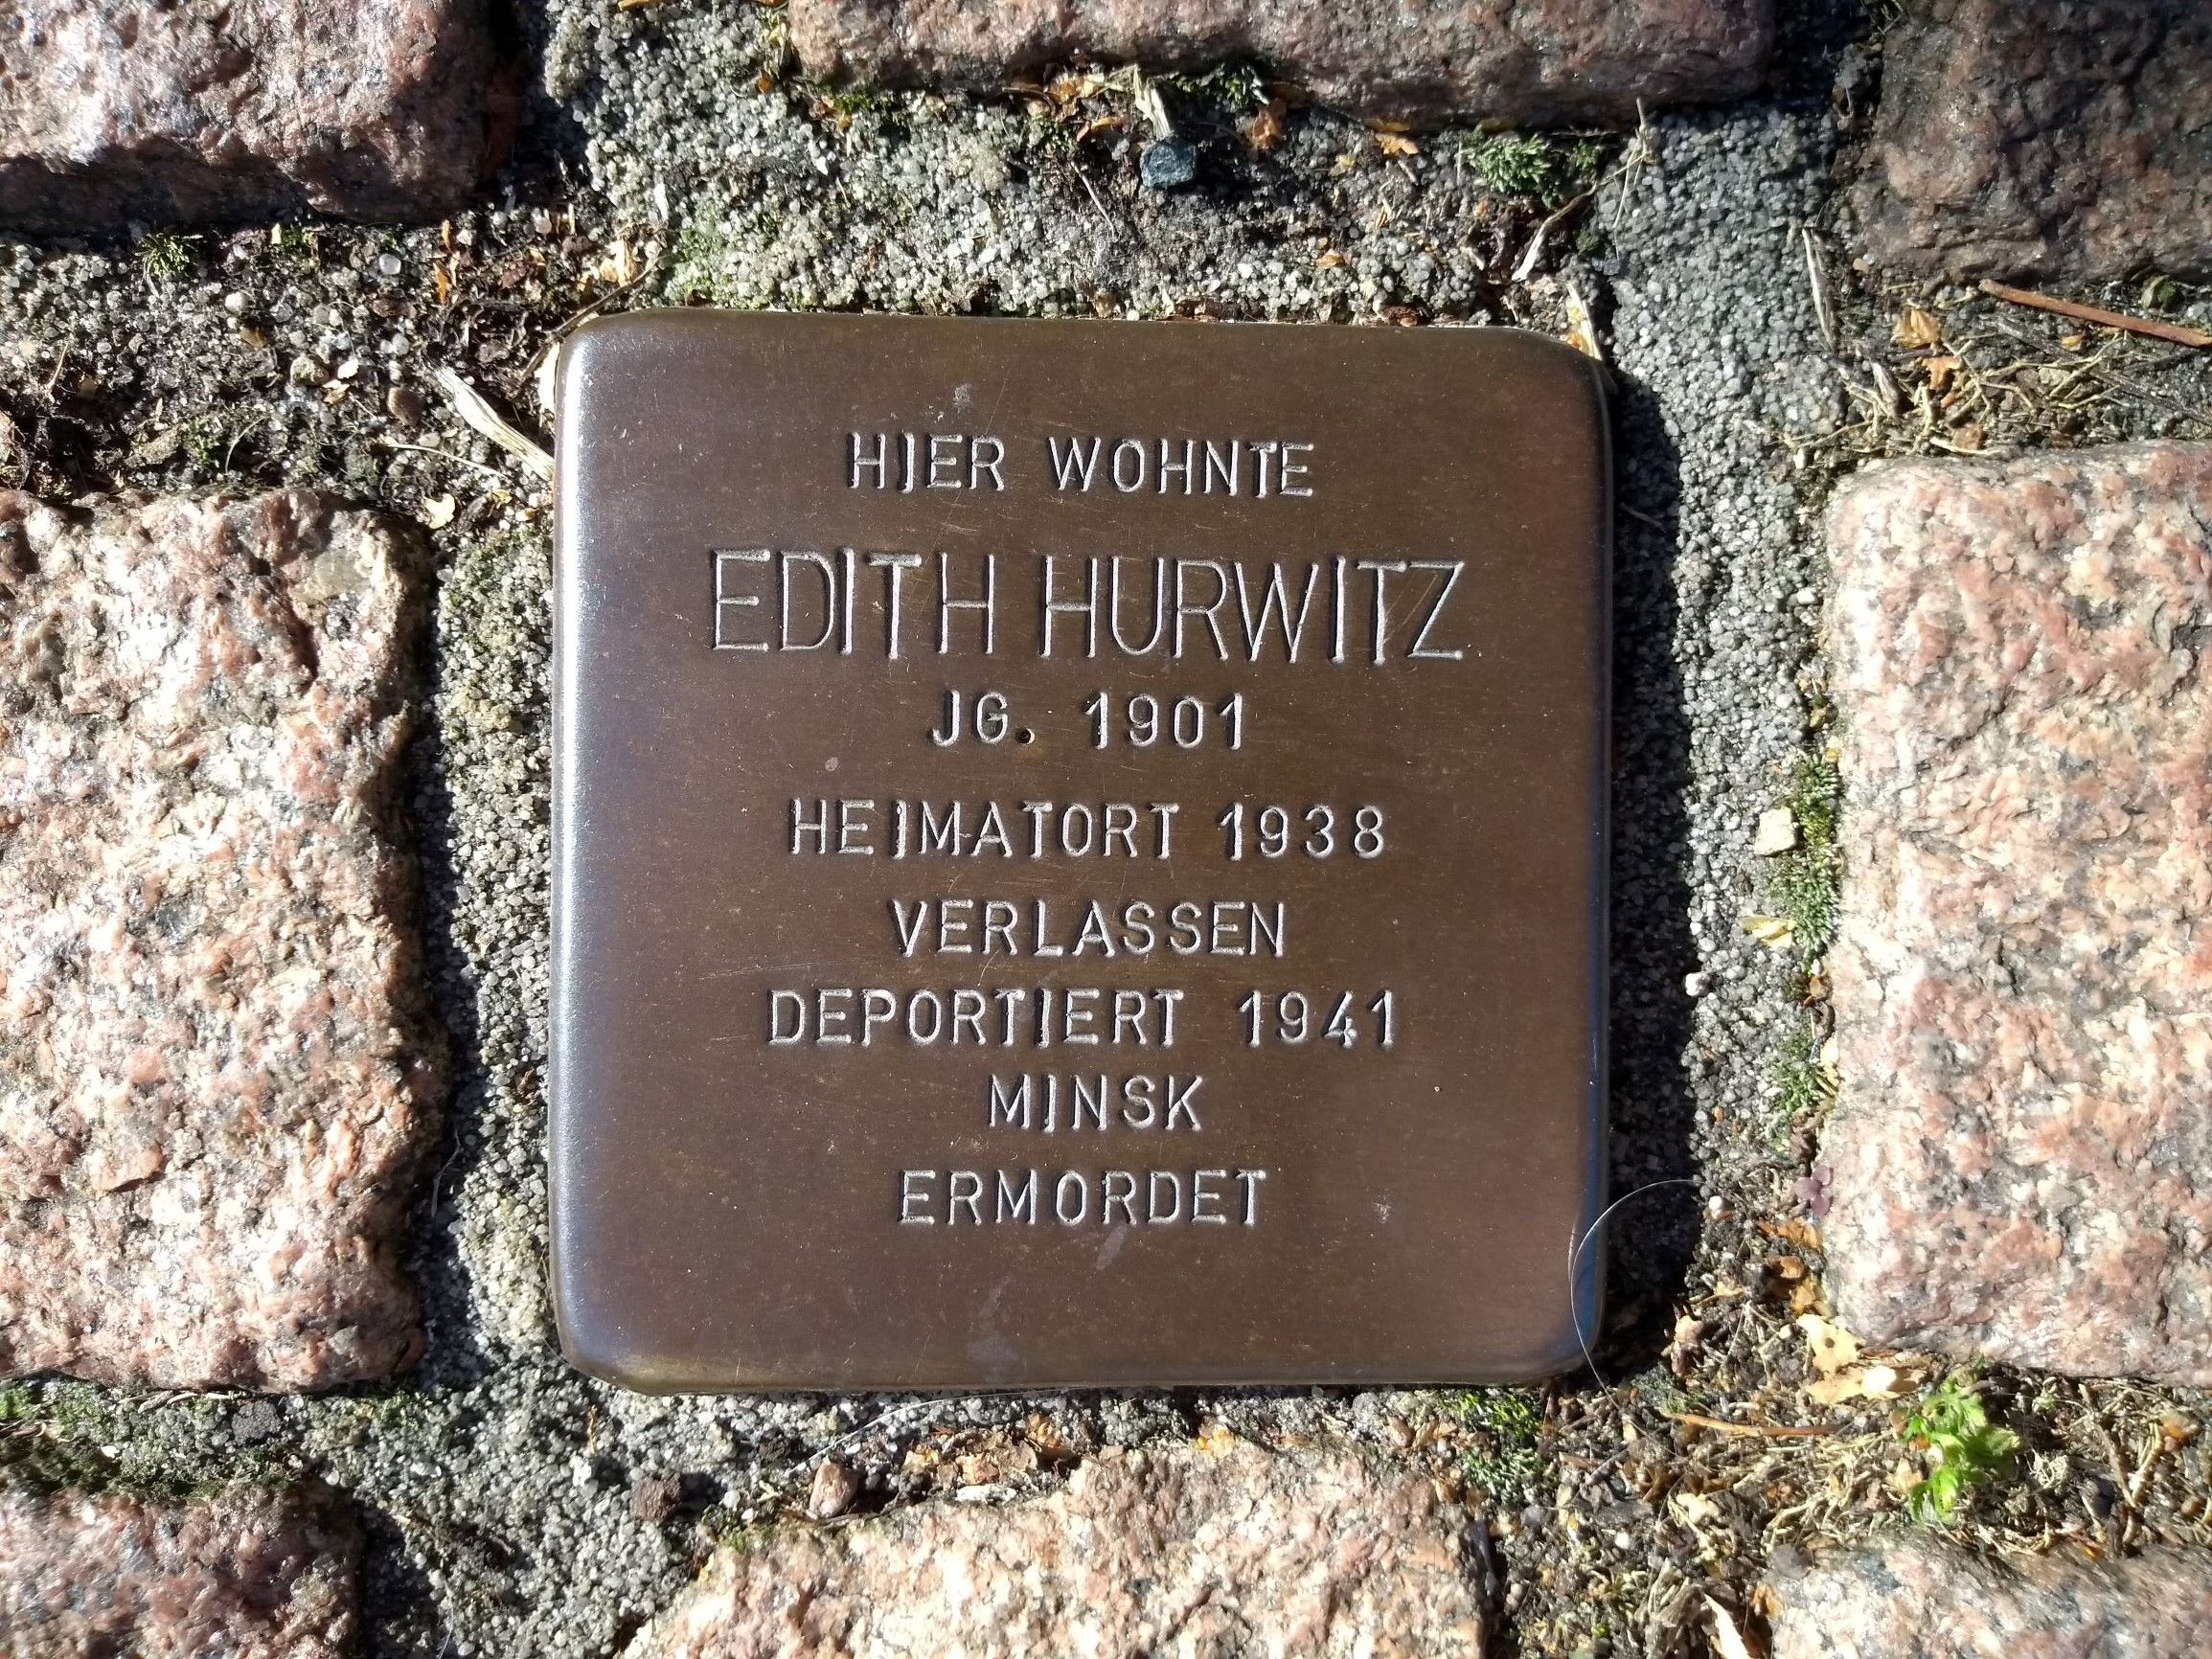 HIER WOHNTE
EDITH HURWITZ
JG. 1901
HEIMATORT 1938
VERLASSEN
DEPORTIERT 1941
MINSK
ERMORDET